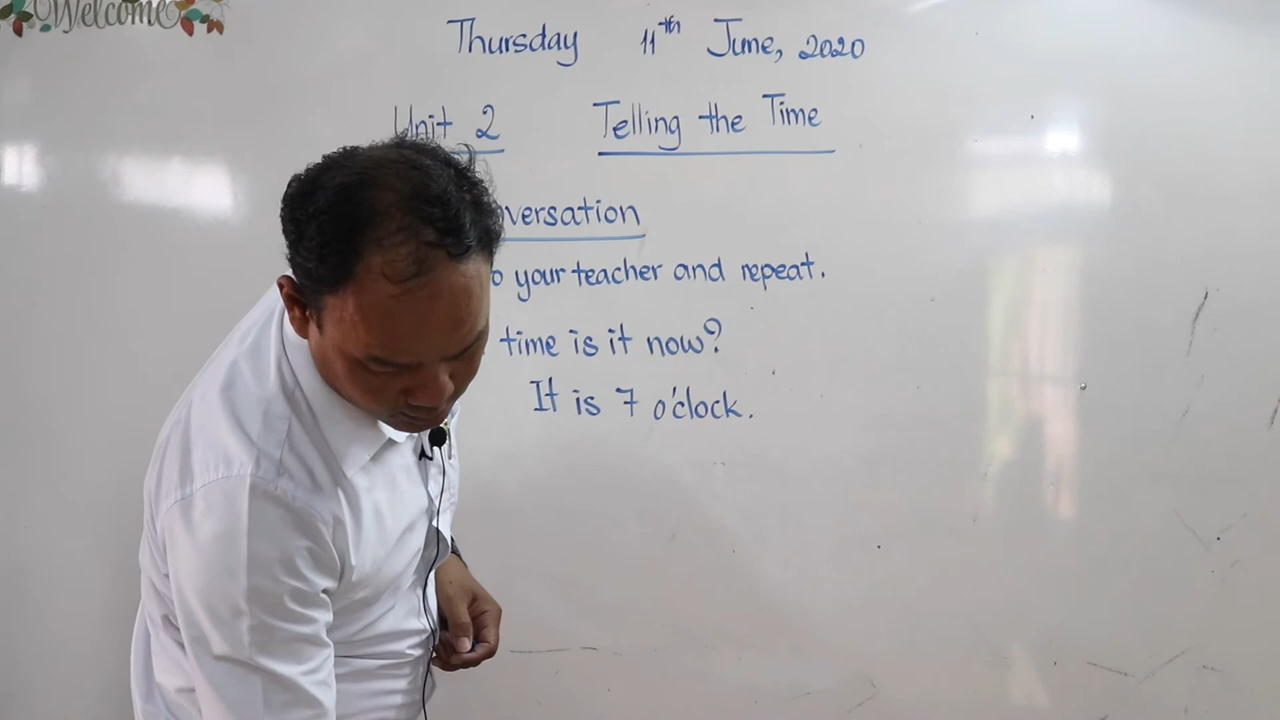 Welcome
Thursday 11th June, 2020
Unit 2 Telling the Time
versation
o your teacher and repeat.
time is it now?
It is 7 o'clock.